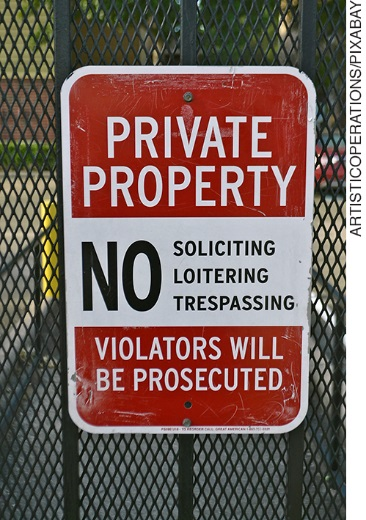 PRIVATE
PROPERTY
NO
SOLICITING
LOITERING
TRESPASSING
VIOLATORS WILL
BE PROSECUTED
ARTISTICOPERATIONS/PIXABAY